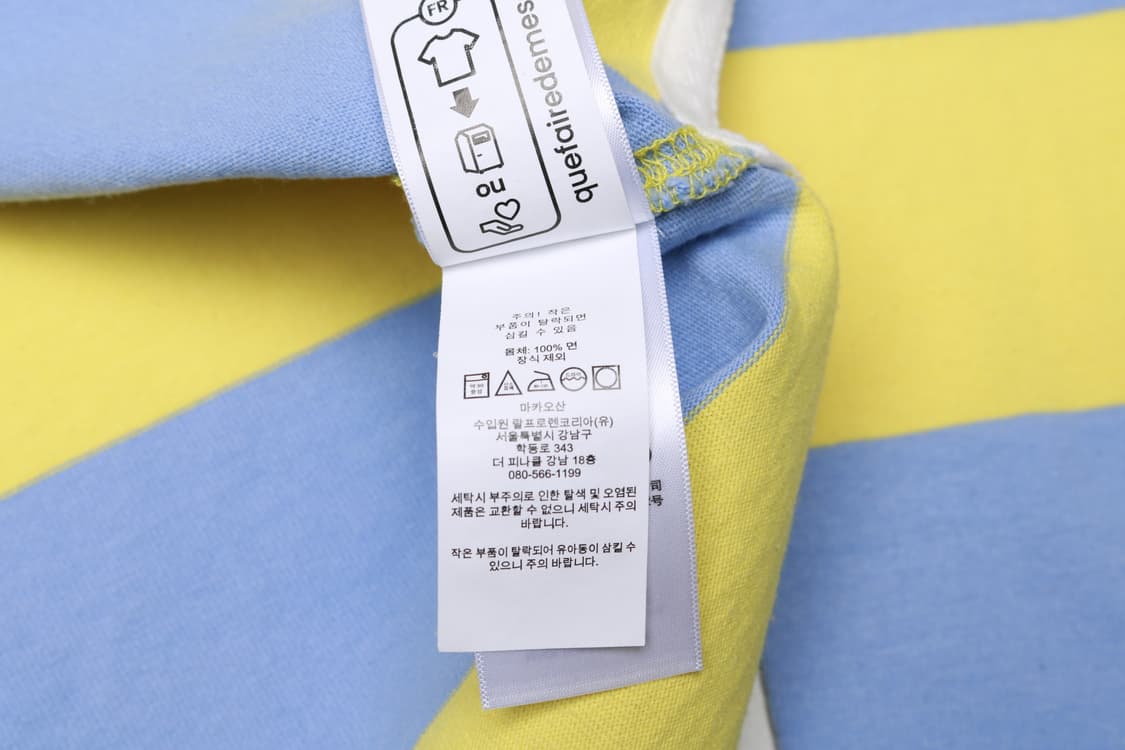 FR
OU
quefairedemes
주의! 작은
부품이 탈락되면
삼킬 수 있음
몸체: 100% 면
장식 제외
마카오산
수입원 랄프로렌코리아(유)
서울특별시 강남구
학동로 343
더 피나클 강남 18층
080-566-1199
세탁시 부주의로 인한 탈색 및 오염된
제품은 교환할 수 없으니 세탁시 주의
바랍니다.
작은 부품이 탈락되어 유아동이 삼킬 수
있으니 주의 바랍니다.
司
号